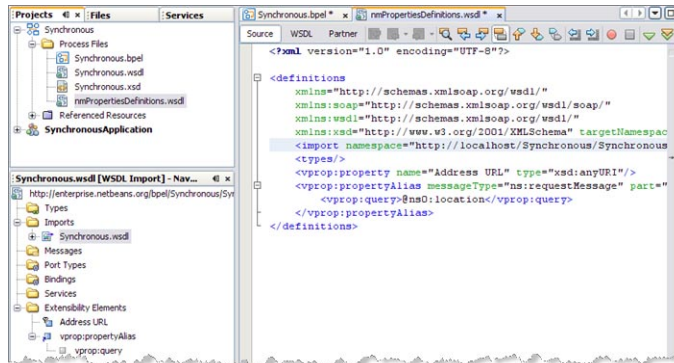 Projects
Files
Services
Synchronous
Process Files
Synchronous.bpel
Synchronous.wsdl
Synchronous.xsd
nmPropertiesDefinitions.wsdl
Referenced Resources
SynchronousApplication
Synchronous.wsdl [WSDL Import] - Nav...
http://enterprise.netbeans.org/bpel/Synchronous/Syr
Types
Imports
Synchronous.wsdl
Messages
Port Types
Bindings
Services
Extensibility Elements
Address URL
vprop:propertyAlias
vprop:query
Synchronous.bpel *
nmPropertiesDefinitions.wsdl *
Source
WSDL
Partner
<?xml version="1.0" encoding="UTF-8"?>
<definitions
xmlns="http://schemas.xmlsoap.org/wsdl/"
xmlns:soap="http://schemas.xmlsoap.org/wsdl/soap/"
xmlns:wsdl="http://schemas.xmlsoap.org/wsdl/"
xmlns:xsd="http://www.w3.org/2001/XMLSchema" targetNamespac
<import namespace="http://localhost/Synchronous/Synchronous
<types/>
<vprop:property name="Address URL" type="xsd:anyURI"/>
<vprop:propertyAlias messageType="ns:requestMessage" part="
<vprop:query>@ns0:location</vprop:query>
</vprop:propertyAlias>
</definitions>